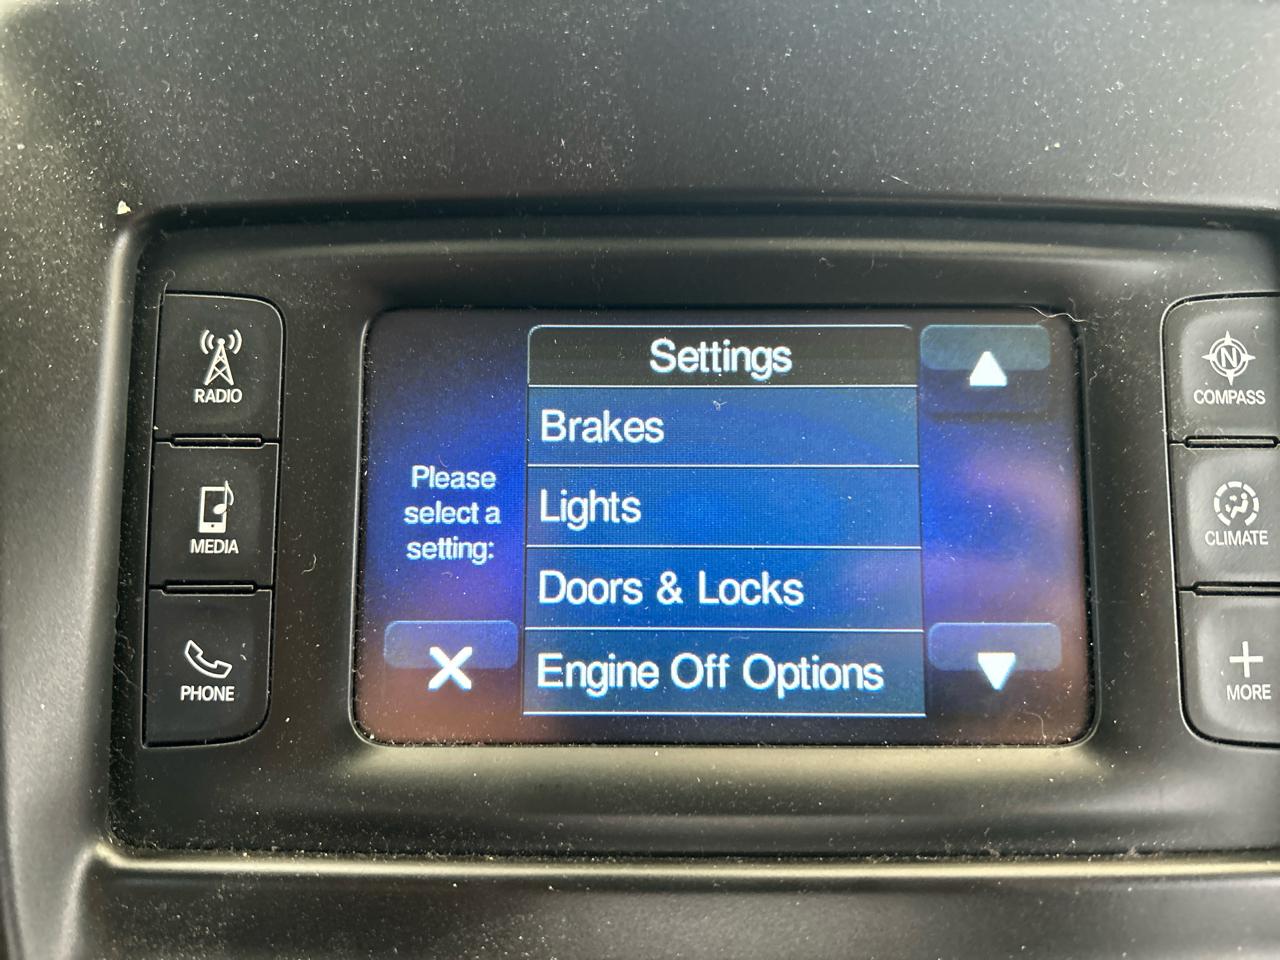 RADIO
MEDIA
PHONE
Please
select a
setting:
Settings
Brakes
Lights
Doors & Locks
Engine Off Options
N
COMPASS
CLIMATE
MORE